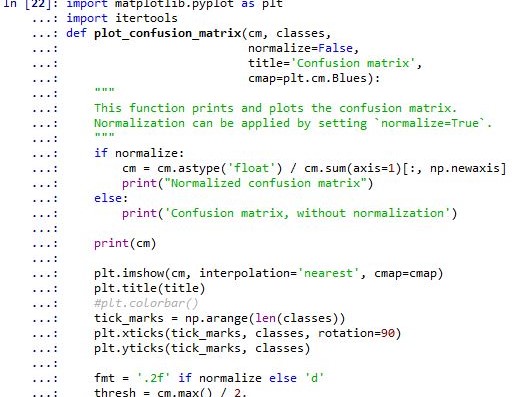 In [22]: import matplotlib.pyplot as plt
...: import itertools
...: def plot_confusion_matrix(cm, classes,
...:                           normalize=False,
...:                           title='Confusion matrix',
...:                           cmap=plt.cm.Blues):
...:     """
...:     This function prints and plots the confusion matrix.
...:     Normalization can be applied by setting `normalize=True`.
...:     """
...:     if normalize:
...:         cm = cm.astype('float') / cm.sum(axis=1)[:, np.newaxis]
...:         print("Normalized confusion matrix")
...:     else:
...:         print('Confusion matrix, without normalization')
...:
...:     print(cm)
...:
...:     plt.imshow(cm, interpolation='nearest', cmap=cmap)
...:     plt.title(title)
...:     #plt.colorbar()
...:     tick_marks = np.arange(len(classes))
...:     plt.xticks(tick_marks, classes, rotation=90)
...:     plt.yticks(tick_marks, classes)
...:
...:     fmt = '.2f' if normalize else 'd'
...:     thresh = cm.max() / 2.